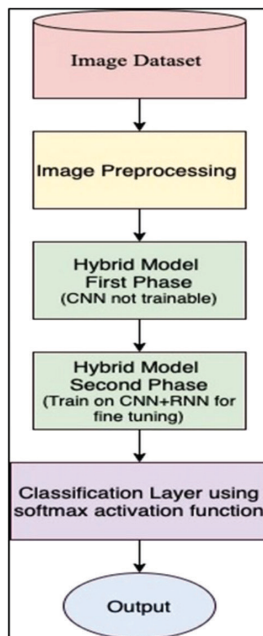 Image Dataset
Image Preprocessing
Hybrid Model
First Phase
(CNN not trainable)
Hybrid Model
Second Phase
(Train on CNN+RNN for
fine tuning)
Classification Layer using
softmax activation function
Output